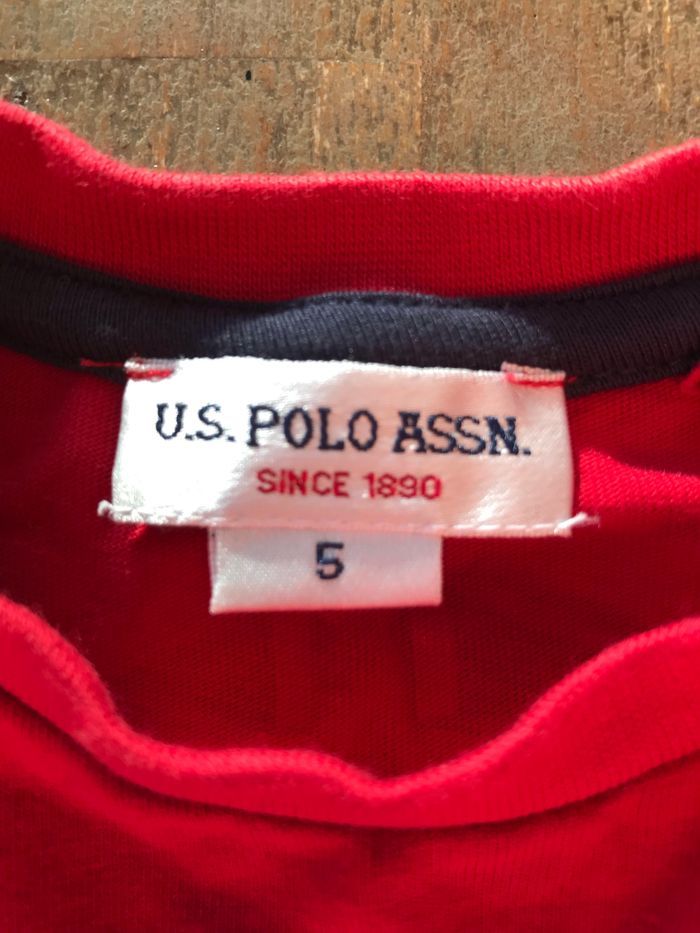 U.S. POLO ASSN.
SINCE 1890
5